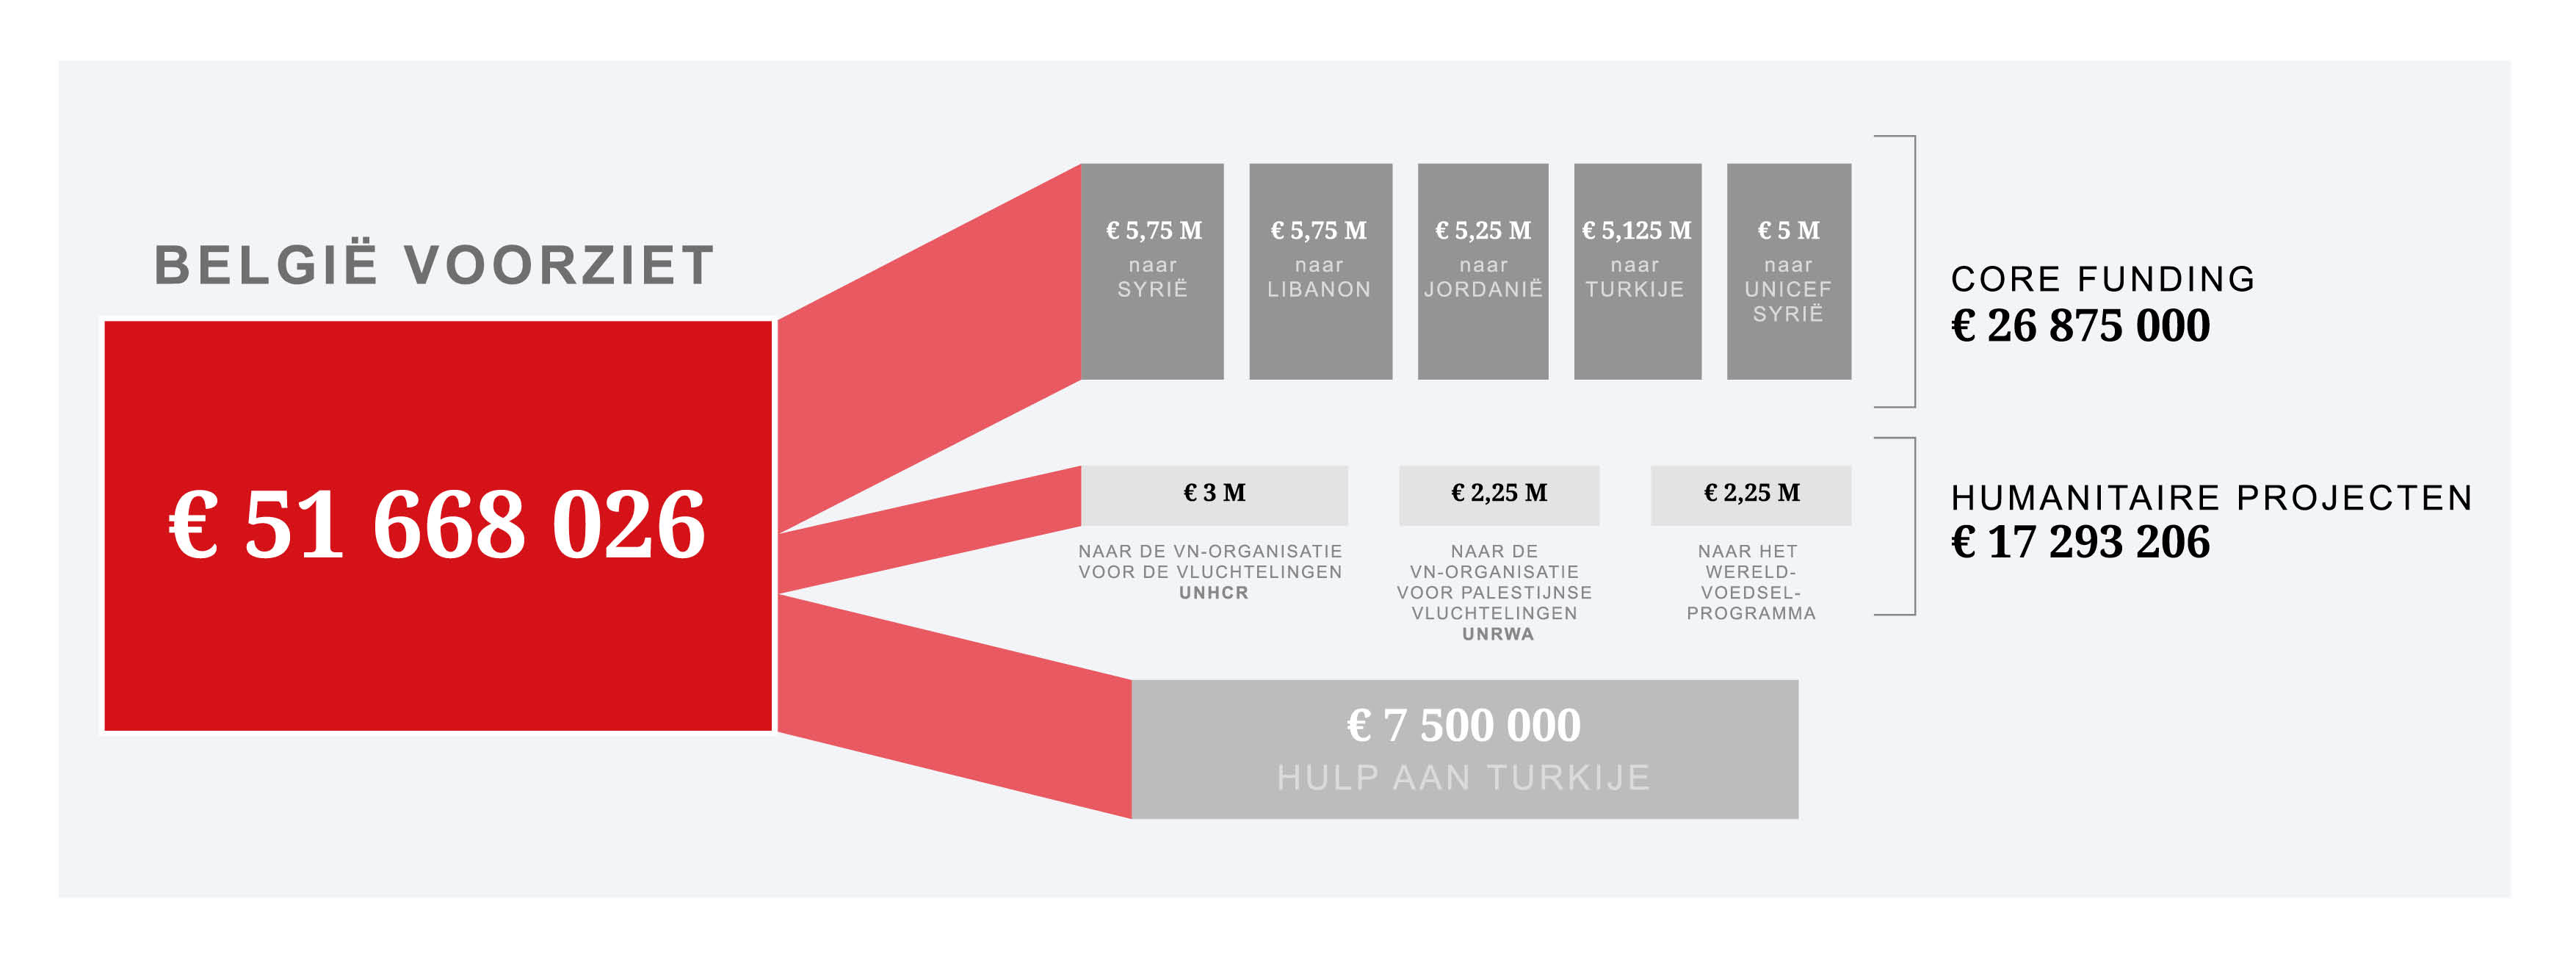 BELGIË VOORZIET
€ 51 668 026
€ 5,75 M
naar
SYRIË
€ 5,75 M
naar
LIBANON
€ 5,25 M
naar
JORDANIË
€ 5,125 M
naar
TURKIJE
€ 5 M
naar
UNICEF
SYRIË
CORE FUNDING
€ 26 875 000
€ 3 M
NAAR DE VN-ORGANISATIE
VOOR DE VLUCHTELINGEN
UNHCR
€ 2,25 M
NAAR DE
VN-ORGANISATIE
VOOR PALESTIJNSE
VLUCHTELINGEN
UNRWA
€ 2,25 M
NAAR HET
WERELD-
VOEDSEL-
PROGRAMMA
HUMANITAIRE PROJECTEN
€ 17 293 206
€ 7 500 000
HULP AAN TURKIJE